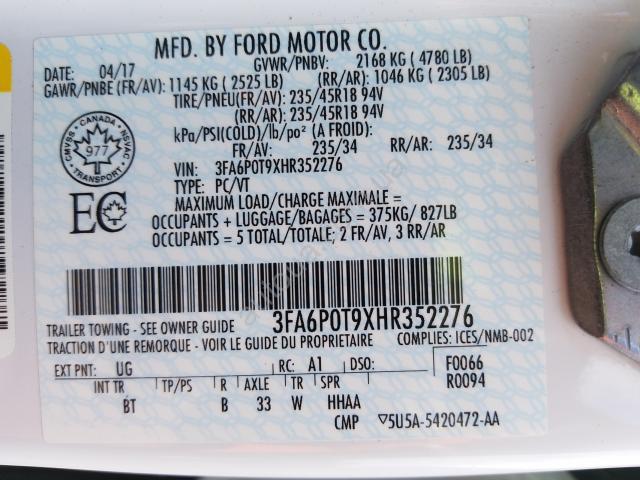 MFD. BY FORD MOTOR CO.
DATE: 04/17 GVWR/PNBV: 2168 KG ( 4780 LB)
GAWR/PNBE (FR/AV): 1145 KG ( 2525 LB) (RR/AR): 1046 KG ( 2305 LB)
TIRE/PNEU(FR/AV): 235/45R18 94V
(RR/AR): 235/45R18 94V
kPa/PSI(COLD)/lb/po² (A FROID):
FR/AV: 235/34 RR/AR: 235/34
CMVSS NSVAC
977
TRANSPORT
VIN: 3FA6P0T9XHR352276
TYPE: PC/VT
EC
MAXIMUM LOAD/CHARGE MAXIMALE =
OCCUPANTS + LUGGAGE/BAGAGES = 375KG/ 827LB
OCCUPANTS = 5 TOTAL/TOTALE; 2 FR/AV, 3 RR/AR
TRAILER TOWING - SEE OWNER GUIDE 3FA6P0T9XHR352276
TRACTION D'UNE REMORQUE - VOIR LE GUIDE DU PROPRIETAIRE COMPLIES: ICES/NMB-002
EXT PNT: UG RC: A1 DSO: F0066
INT TR TP/PS R AXLE TR SPR R0094
BT B 33 W HHAA
CMP ▽5U5A-5420472-AA